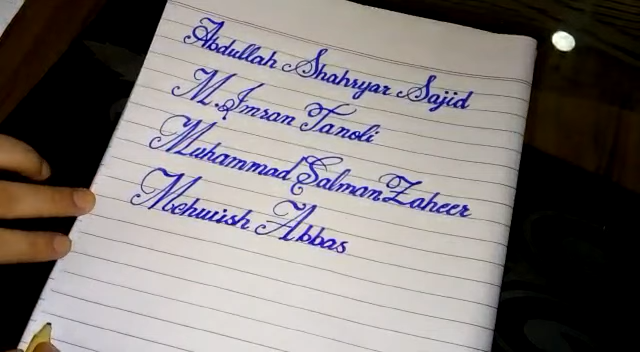 Abdullah Shahryar Sajid
M. Imran Tanoli
Muhammad Salman Zaheer
Mehwish Abbas